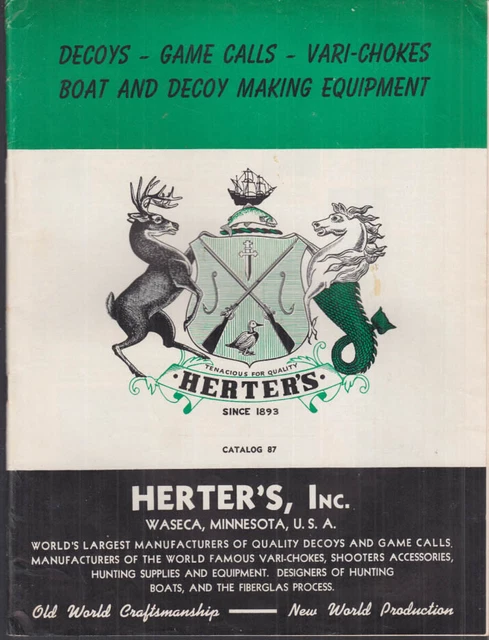 DECOYS - GAME CALLS - VARI-CHOKES
BOAT AND DECOY MAKING EQUIPMENT
TENACIOUS FOR QUALITY
· HERTER'S ·
SINCE 1893
CATALOG 87
HERTER'S, INC.
WASECA, MINNESOTA, U. S. A.
WORLD'S LARGEST MANUFACTURERS OF QUALITY DECOYS AND GAME CALLS.
MANUFACTURERS OF THE WORLD FAMOUS VARI-CHOKES, SHOOTERS ACCESSORIES,
HUNTING SUPPLIES AND EQUIPMENT. DESIGNERS OF HUNTING
BOATS, AND THE FIBERGLAS PROCESS.
Old World Craftsmanship — New World Production